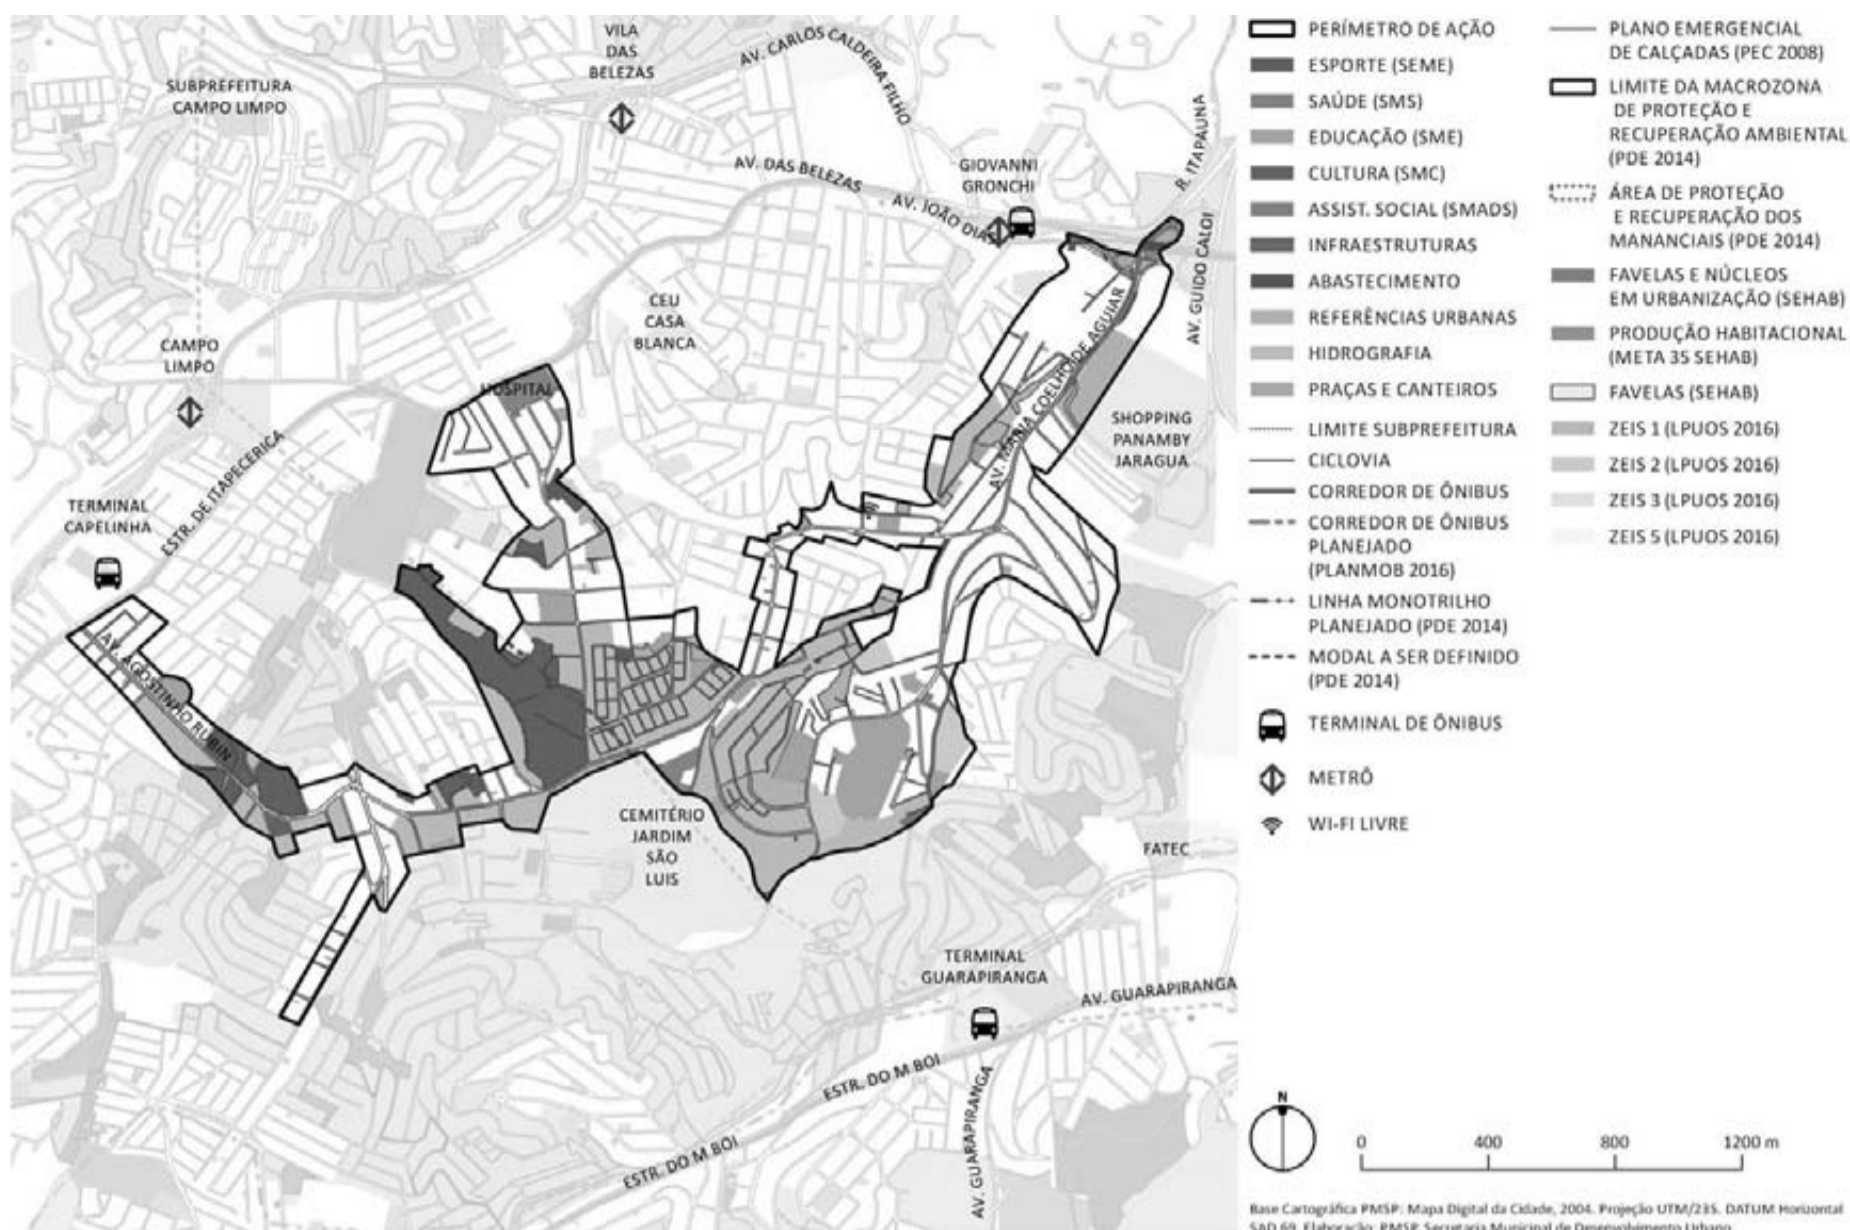 VILA
DAS
BELEZAS
AV. CARLOS CALDEIRA FILHO
SUBPREFEITURA
CAMPO LIMPO
R. ITAPAUNA
AV. DAS BELEZAS
GIOVANNI
GRONCHI
AV. JOÃO DIAS
AV. GUIDO CALOI
CEU
CASA
BLANCA
CAMPO
LIMPO
HOSPITAL
AV. MARIA COELHO DE AGUIAR
SHOPPING
PANAMBY
JARAGUA
ESTR. DE ITAPECERICA
TERMINAL
CAPELINHA
AV. AGOSTINHO RUBIN
CEMITÉRIO
JARDIM
SÃO
LUIS
FATEC
TERMINAL
GUARAPIRANGA
AV. GUARAPIRANGA
ESTR. DO M BOI
ESTR. DO M BOI
AV. GUARAPIRANGA
PERÍMETRO DE AÇÃO
ESPORTE (SEME)
SAÚDE (SMS)
EDUCAÇÃO (SME)
CULTURA (SMC)
ASSIST. SOCIAL (SMADS)
INFRAESTRUTURAS
ABASTECIMENTO
REFERÊNCIAS URBANAS
HIDROGRAFIA
PRAÇAS E CANTEIROS
LIMITE SUBPREFEITURA
CICLOVIA
CORREDOR DE ÔNIBUS
CORREDOR DE ÔNIBUS
PLANEJADO
(PLANMOB 2016)
LINHA MONOTRILHO
PLANEJADO (PDE 2014)
MODAL A SER DEFINIDO
(PDE 2014)
TERMINAL DE ÔNIBUS
METRÔ
WI-FI LIVRE
PLANO EMERGENCIAL
DE CALÇADAS (PEC 2008)
LIMITE DA MACROZONA
DE PROTEÇÃO E
RECUPERAÇÃO AMBIENTAL
(PDE 2014)
ÁREA DE PROTEÇÃO
E RECUPERAÇÃO DOS
MANANCIAIS (PDE 2014)
FAVELAS E NÚCLEOS
EM URBANIZAÇÃO (SEHAB)
PRODUÇÃO HABITACIONAL
(META 35 SEHAB)
FAVELAS (SEHAB)
ZEIS 1 (LPUOS 2016)
ZEIS 2 (LPUOS 2016)
ZEIS 3 (LPUOS 2016)
ZEIS 5 (LPUOS 2016)
N
0 400 800 1200 m
Base Cartográfica PMSP: Mapa Digital da Cidade, 2004. Projeção UTM/23S. DATUM Horizontal
SAD 69. Elaboração: PMSP, Secretaria Municipal de Desenvolvimento Urbano